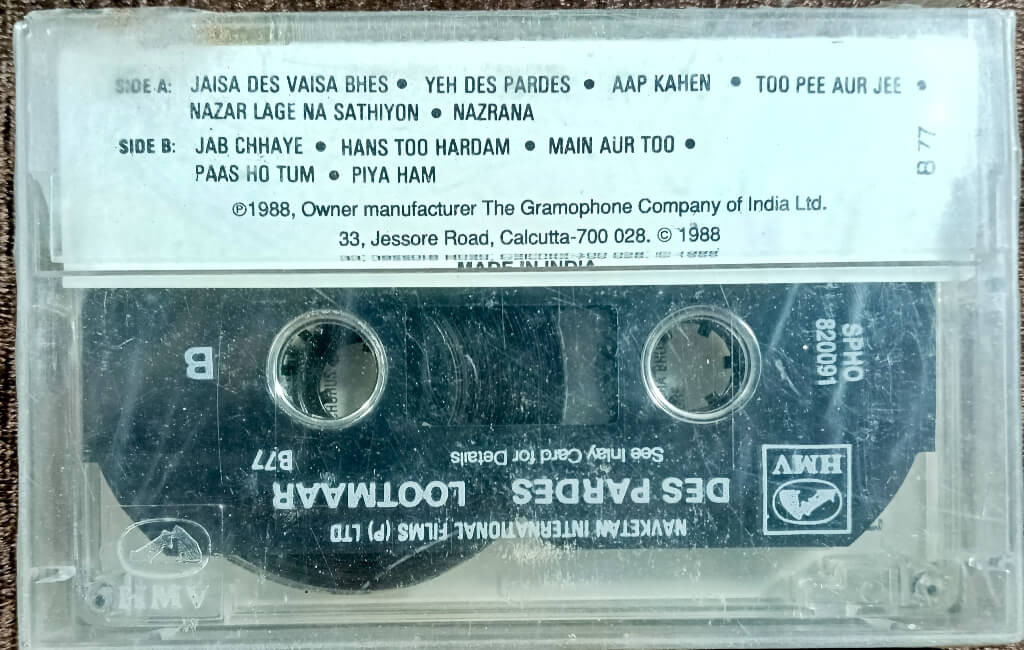 SIDE A: JAISA DES VAISA BHES • YEH DES PARDES • AAP KAHEN • TOO PEE AUR JEE •
NAZAR LAGE NA SATHIYON • NAZRANA
SIDE B: JAB CHHAYE • HANS TOO HARDAM • MAIN AUR TOO •
PAAS HO TUM • PIYA HAM
B 77
℗1988, Owner manufacturer The Gramophone Company of India Ltd.
33, Jessore Road, Calcutta-700 028. © 1988
MADE IN INDIA
B
SPHO
820091
See Inlay Card for Details
B77
HMV
DES PARDES LOOTMAAR
NAVKETAN INTERNATIONAL FILMS (P) LTD
HMV